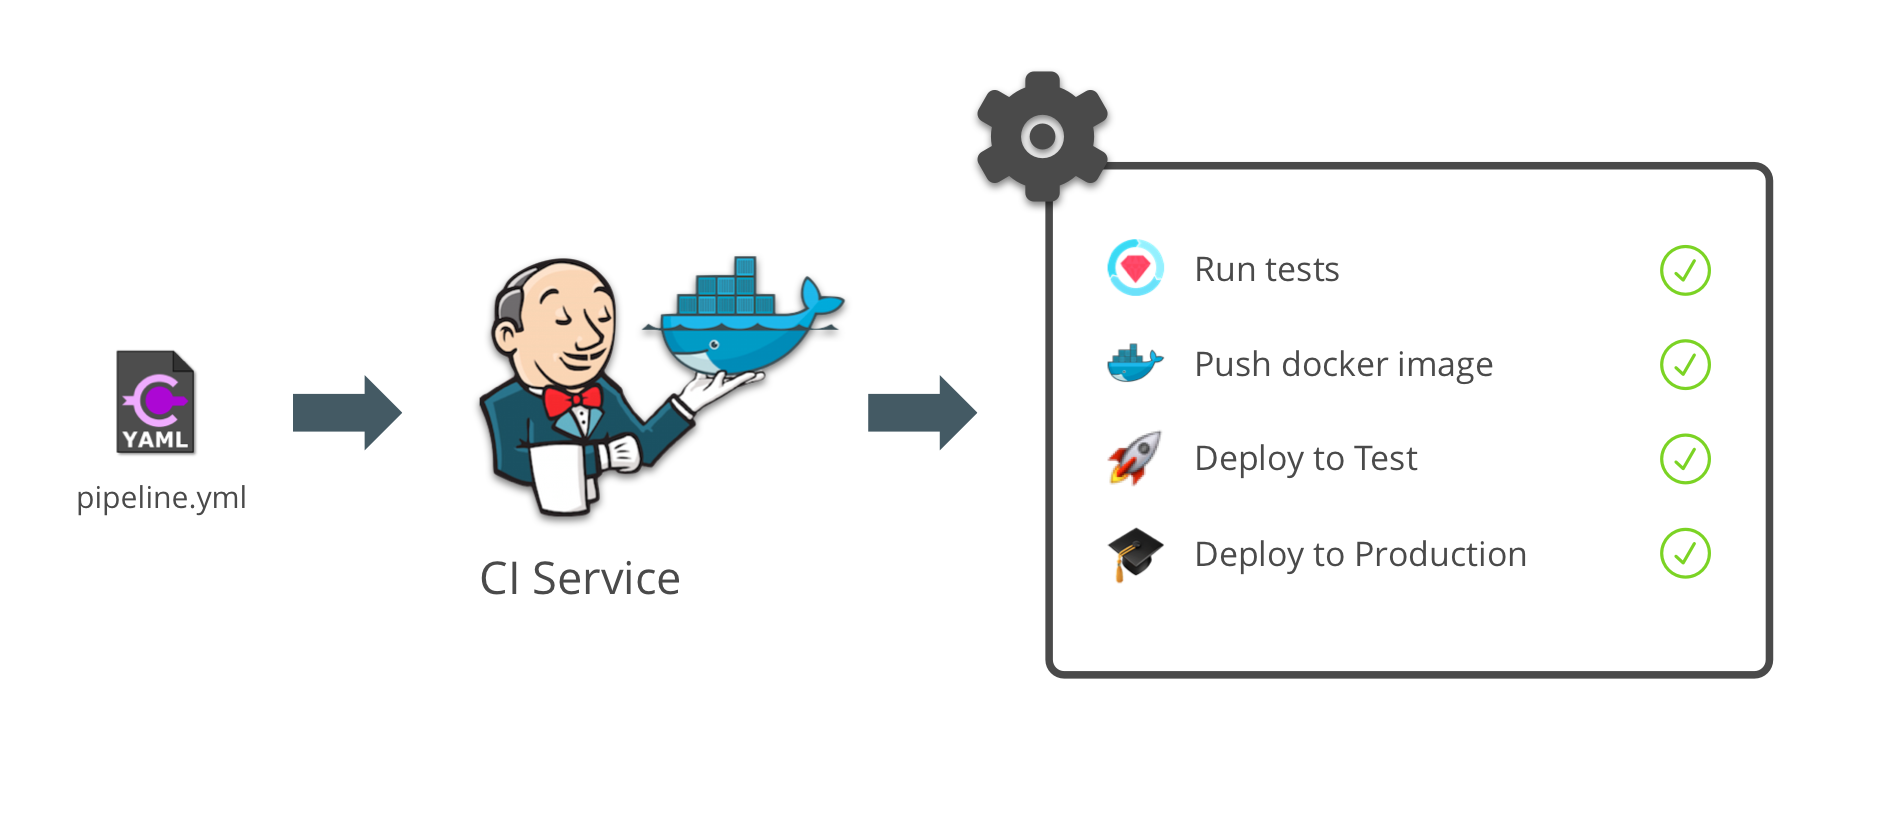 YAML
pipeline.yml
CI Service
Run tests
Push docker image
Deploy to Test
Deploy to Production